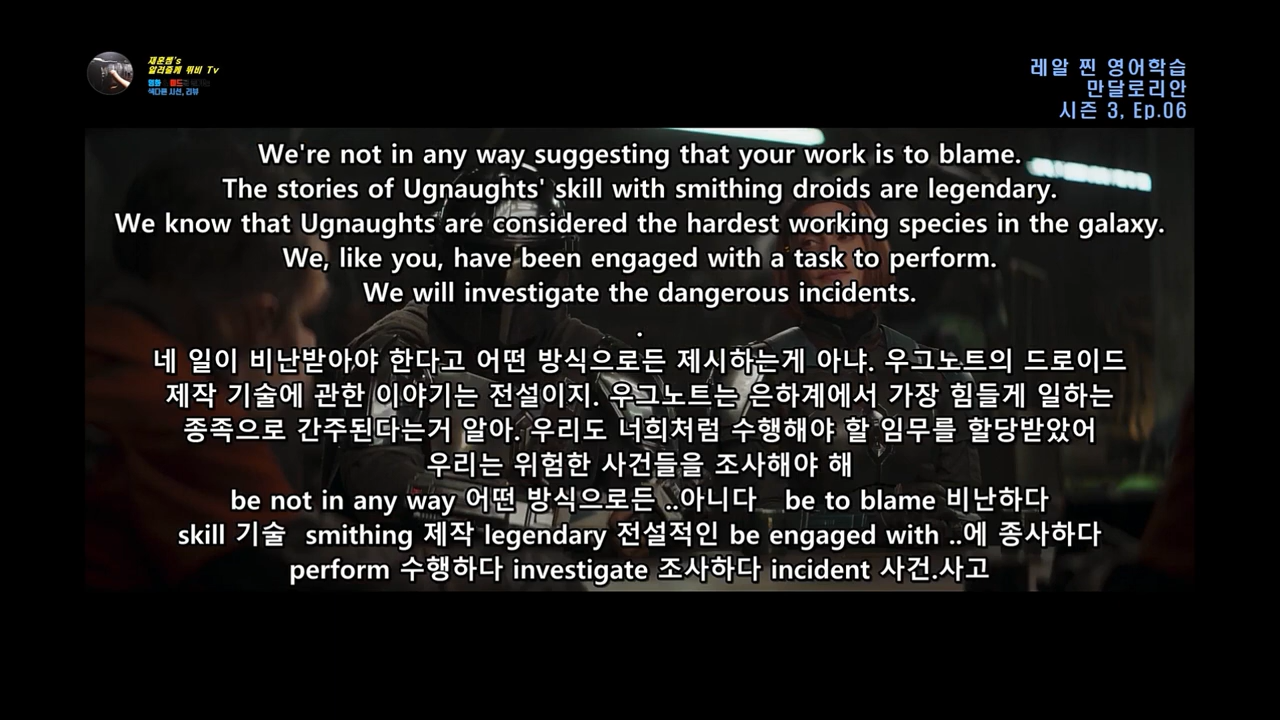 재훈쌤's
알려줄께 뛰비 Tv
영화
색다른 시선, 리뷰
레알 찐 영어학습
만달로리안
시즌 3, Ep.06
We're not in any way suggesting that your work is to blame.
The stories of Ugnaughts' skill with smithing droids are legendary.
We know that Ugnaughts are considered the hardest working species in the galaxy.
We, like you, have been engaged with a task to perform.
We will investigate the dangerous incidents.
.
네 일이 비난받아야 한다고 어떤 방식으로든 제시하는게 아냐. 우그노트의 드로이드
제작 기술에 관한 이야기는 전설이지. 우그노트는 은하계에서 가장 힘들게 일하는
종족으로 간주된다는거 알아. 우리도 너희처럼 수행해야 할 임무를 할당받았어
우리는 위험한 사건들을 조사해야 해
be not in any way 어떤 방식으로든 ..아니다 be to blame 비난하다
skill 기술 smithing 제작 legendary 전설적인 be engaged with ..에 종사하다
perform 수행하다 investigate 조사하다 incident 사건.사고